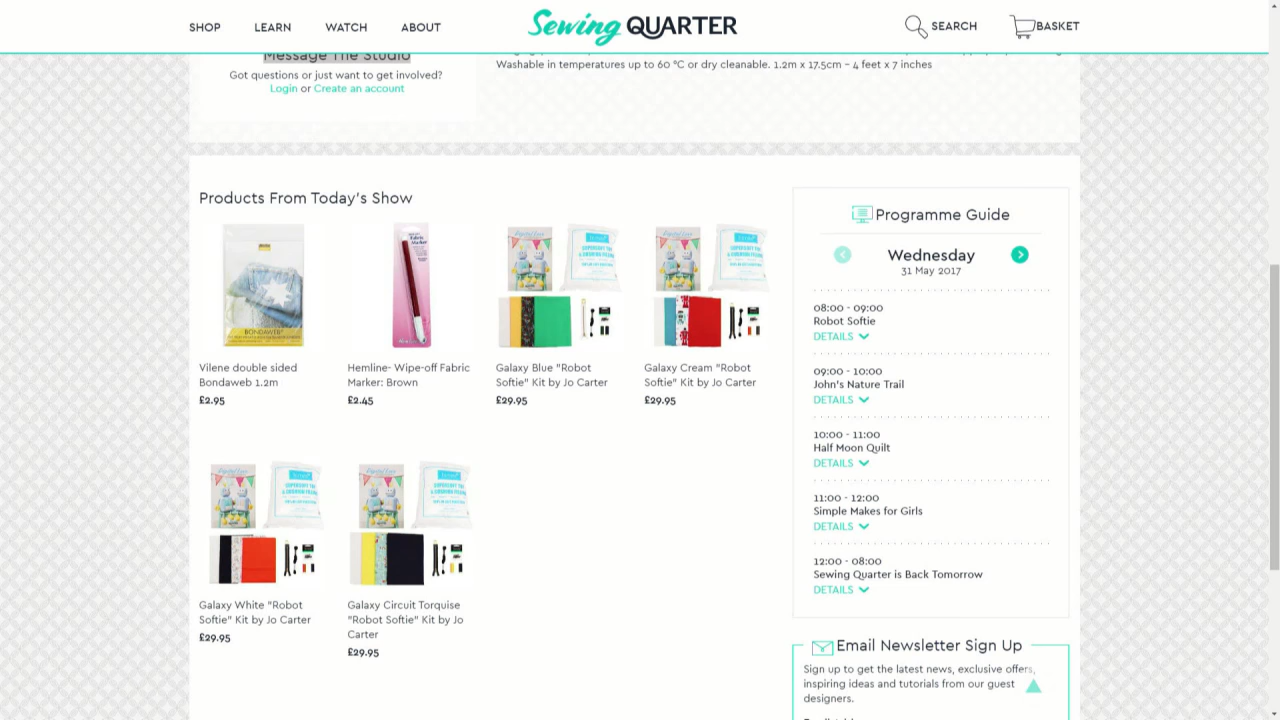 SHOP LEARN WATCH ABOUT Sewing QUARTER SEARCH BASKET
Message The Studio
Got questions or just want to get involved?
Login or Create an account
Washable in temperatures up to 60 °C or dry cleanable. 1.2m x 17.5cm - 4 feet x 7 inches
Products From Today's Show
BONDAWEB
Fabric
Marker
Vilene double sided
Bondaweb 1.2m
£2.95
Hemline- Wipe-off Fabric
Marker: Brown
£2.45
Galaxy Blue "Robot
Softie" Kit by Jo Carter
£29.95
Galaxy Cream "Robot
Softie" Kit by Jo Carter
£29.95
Galaxy White "Robot
Softie" Kit by Jo Carter
£29.95
Galaxy Circuit Torquise
"Robot Softie" Kit by Jo
Carter
£29.95
Programme Guide
Wednesday
31 May 2017
08:00 - 09:00
Robot Softie
DETAILS
09:00 - 10:00
John's Nature Trail
DETAILS
10:00 - 11:00
Half Moon Quilt
DETAILS
11:00 - 12:00
Simple Makes for Girls
DETAILS
12:00 - 08:00
Sewing Quarter is Back Tomorrow
DETAILS
Email Newsletter Sign Up
Sign up to get the latest news, exclusive offers,
inspiring ideas and tutorials from our guest
designers.